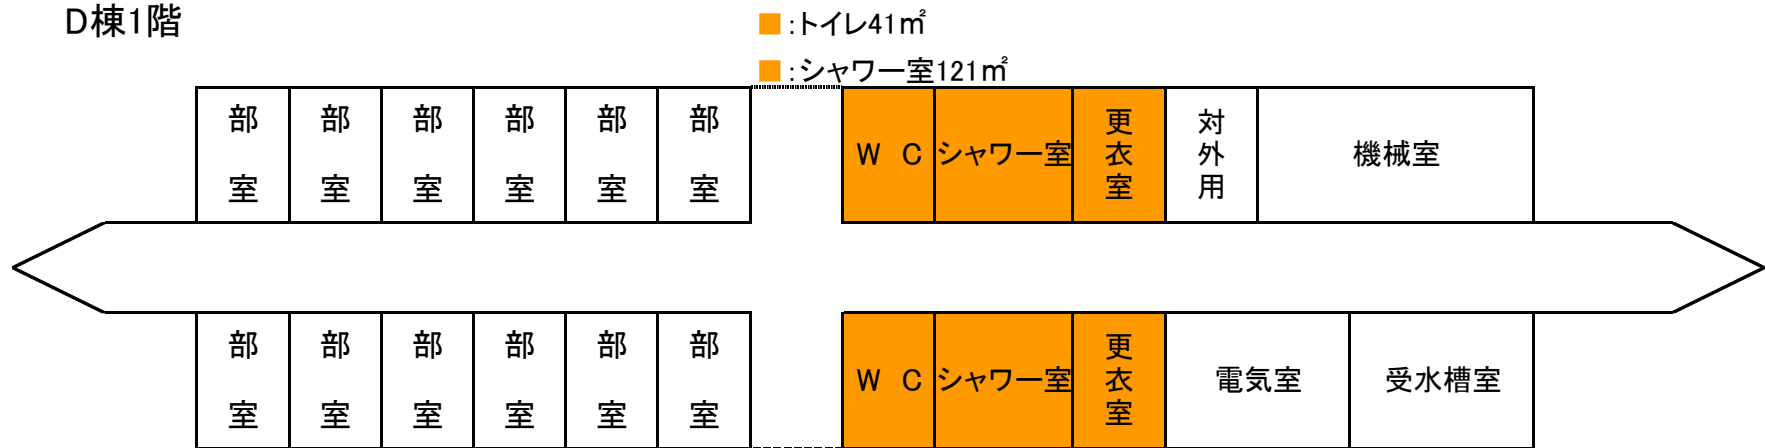 D棟1階
■:トイレ41㎡
■:シャワー室121㎡
部室
部室
部室
部室
部室
部室
WC
シャワー室
更衣室
対外用
機械室
部室
部室
部室
部室
部室
部室
WC
シャワー室
更衣室
電気室
受水槽室